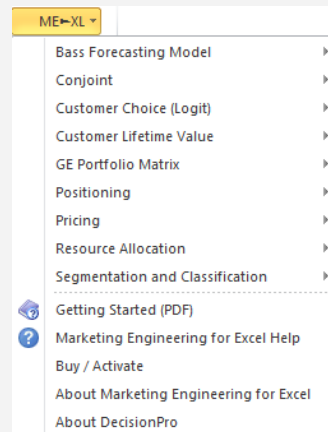 ME►XL
Bass Forecasting Model
Conjoint
Customer Choice (Logit)
Customer Lifetime Value
GE Portfolio Matrix
Positioning
Pricing
Resource Allocation
Segmentation and Classification
Getting Started (PDF)
Marketing Engineering for Excel Help
Buy / Activate
About Marketing Engineering for Excel
About DecisionPro